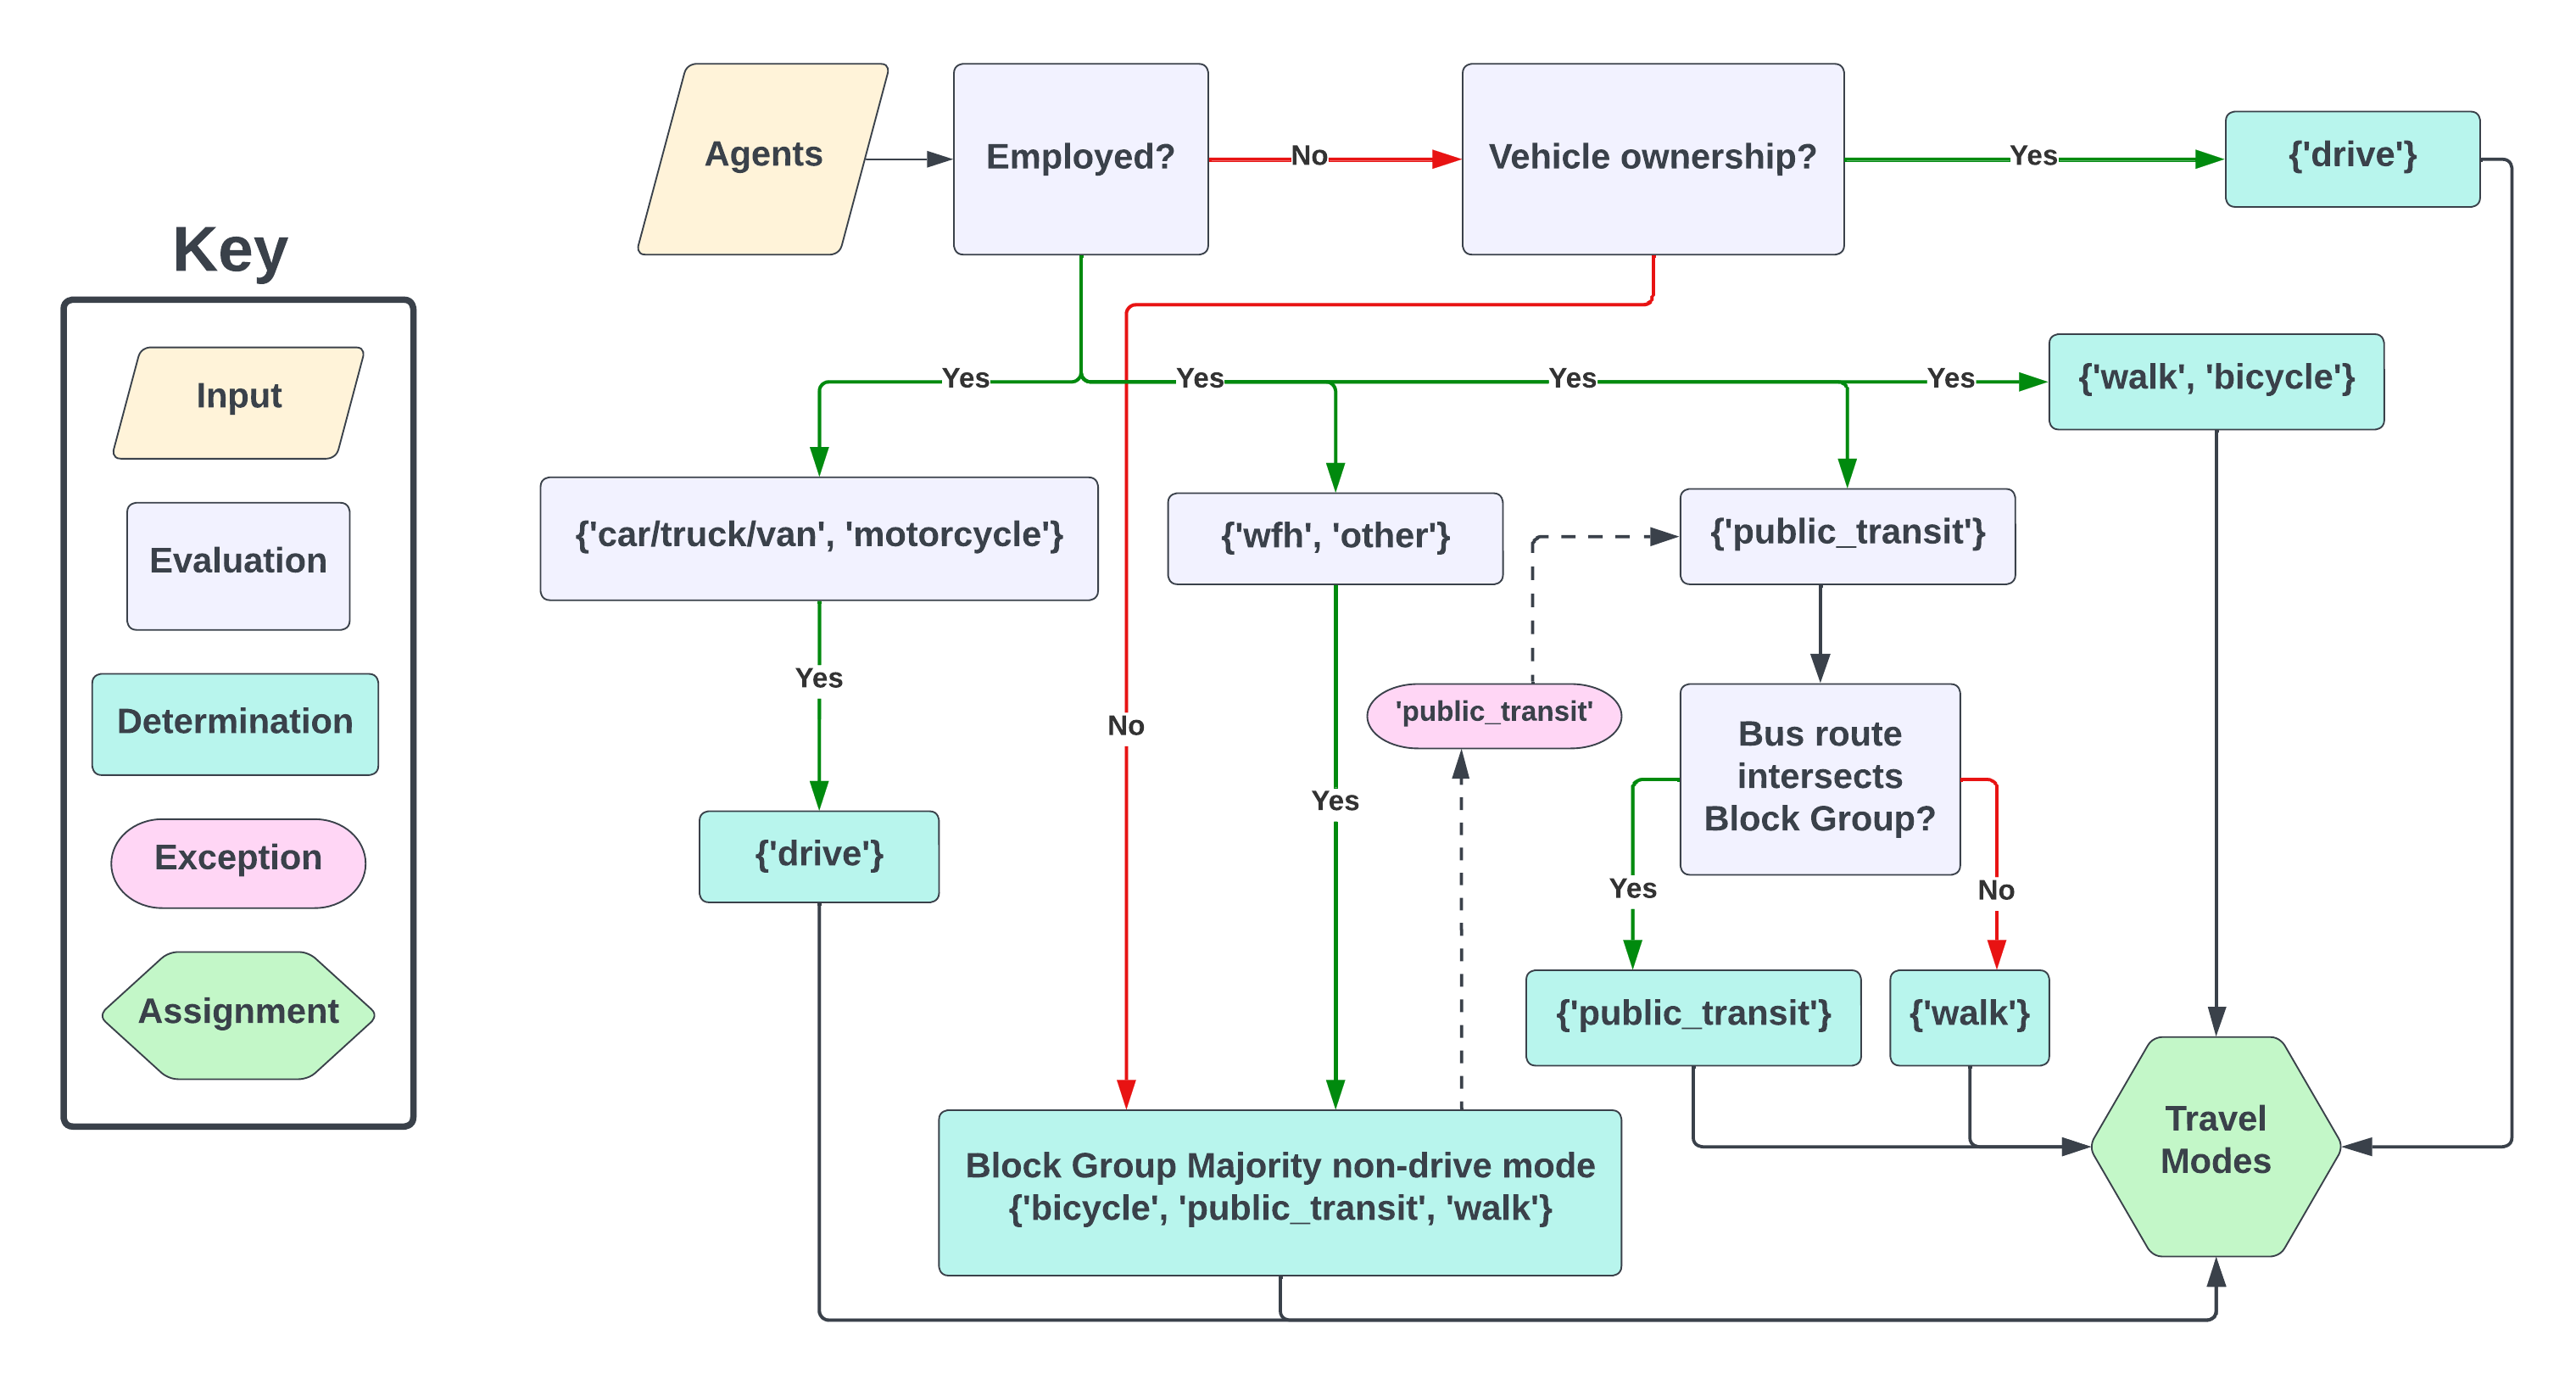 Key
Input
Evaluation
Determination
Exception
Assignment
Agents
Employed?
No
Vehicle ownership?
Yes
{'drive'}
Yes
Yes
Yes
Yes
{'walk', 'bicycle'}
{'car/truck/van', 'motorcycle'}
{'wfh', 'other'}
{'public_transit'}
Yes
No
Yes
'public_transit'
Bus route
intersects
Block Group?
{'drive'}
Yes
No
{'public_transit'}
{'walk'}
Block Group Majority non-drive mode
{'bicycle', 'public_transit', 'walk'}
Travel
Modes